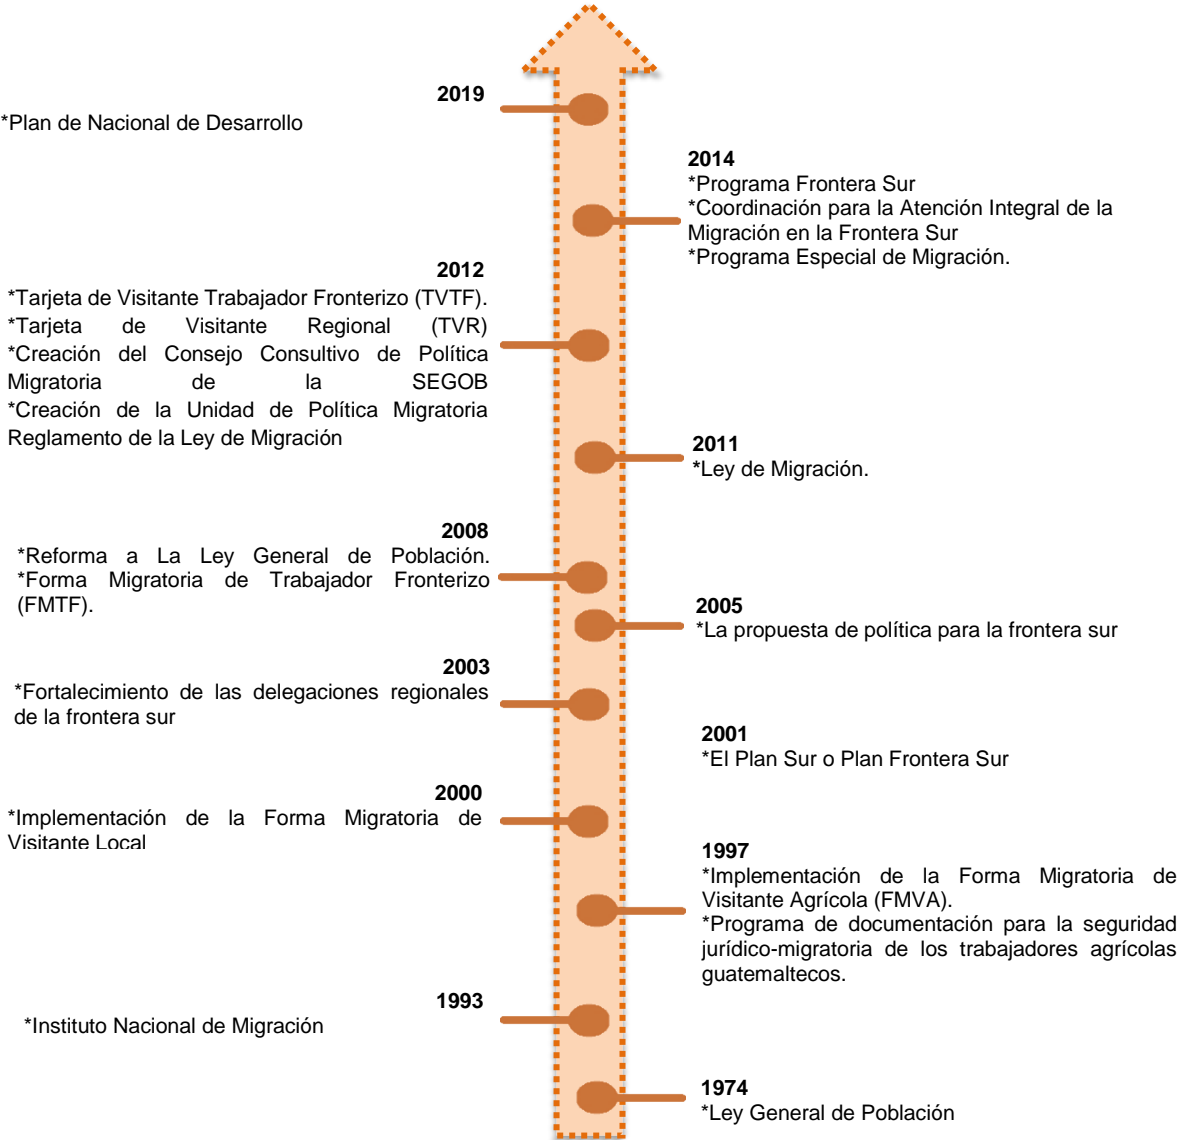 2019
*Plan de Nacional de Desarrollo
2014
*Programa Frontera Sur
*Coordinación para la Atención Integral de la
Migración en la Frontera Sur
*Programa Especial de Migración.
2012
*Tarjeta de Visitante Trabajador Fronterizo (TVTF).
*Tarjeta de Visitante Regional (TVR)
*Creación del Consejo Consultivo de Política
Migratoria de la SEGOB
*Creación de la Unidad de Política Migratoria
Reglamento de la Ley de Migración
2011
*Ley de Migración.
2008
*Reforma a La Ley General de Población.
*Forma Migratoria de Trabajador Fronterizo
(FMTF).
2005
*La propuesta de política para la frontera sur
2003
*Fortalecimiento de las delegaciones regionales
de la frontera sur
2001
*El Plan Sur o Plan Frontera Sur
2000
*Implementación de la Forma Migratoria de
Visitante Local
1997
*Implementación de la Forma Migratoria de
Visitante Agrícola (FMVA).
*Programa de documentación para la seguridad
jurídico-migratoria de los trabajadores agrícolas
guatemaltecos.
1993
*Instituto Nacional de Migración
1974
*Ley General de Población